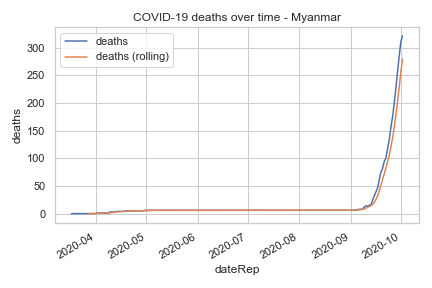 COVID-19 deaths over time - Myanmar
deaths
deaths (rolling)
300
250
200
150
100
50
0
deaths
2020-04
2020-05
2020-06
2020-07
2020-08
2020-09
2020-10
dateRep